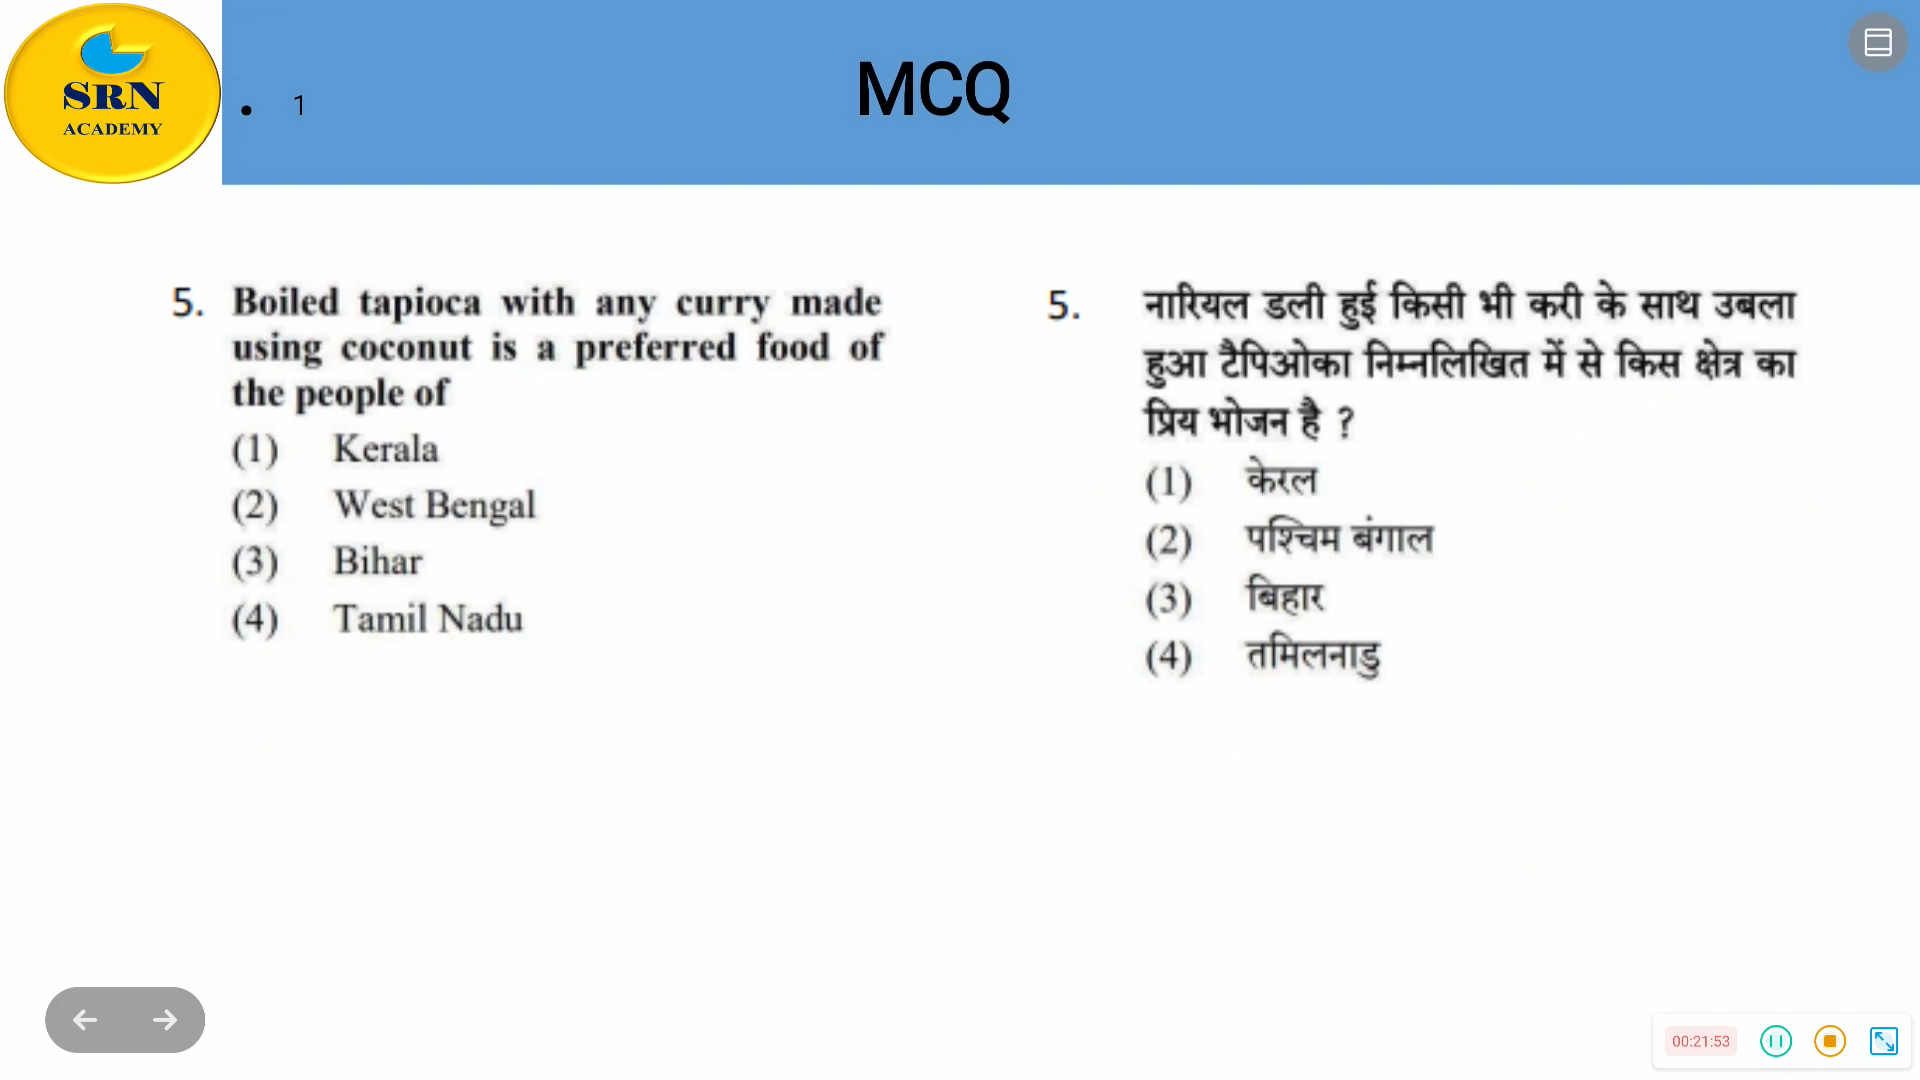 SRN
ACADEMY
• 1
MCQ
5. Boiled tapioca with any curry made
using coconut is a preferred food of
the people of
(1) Kerala
(2) West Bengal
(3) Bihar
(4) Tamil Nadu
5. नारियल डली हुई किसी भी करी के साथ उबला
हुआ टैपिओका निम्नलिखित में से किस क्षेत्र का
प्रिय भोजन है ?
(1) केरल
(2) पश्चिम बंगाल
(3) बिहार
(4) तमिलनाडु
00:21:53